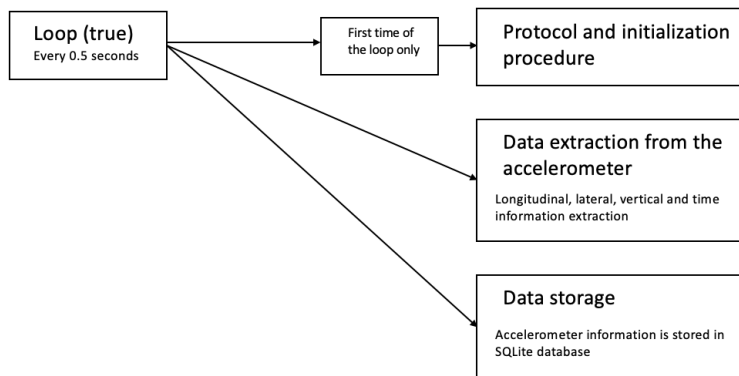 Loop (true)
Every 0.5 seconds
First time of
the loop only
Protocol and initialization
procedure
Data extraction from the
accelerometer
Longitudinal, lateral, vertical and time
information extraction
Data storage
Accelerometer information is stored in
SQLite database